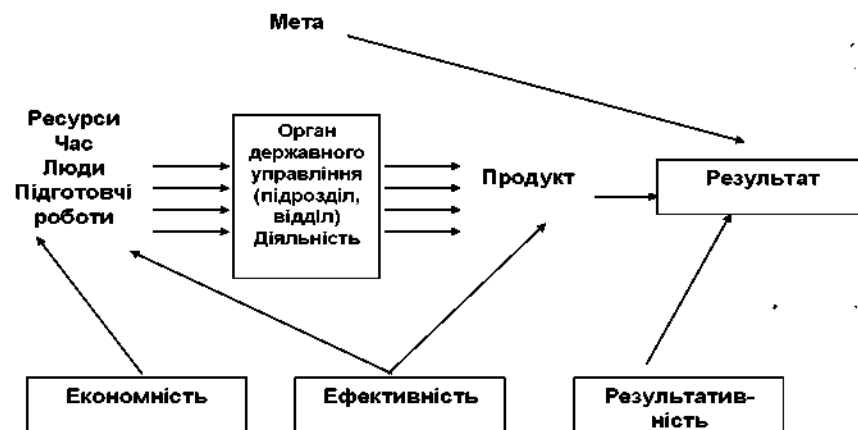 Мета
Ресурси
Час
Люди
Підготовчі
роботи
Орган
державного
управління
(підрозділ,
відділ)
Діяльність
Продукт
Результат
Економність
Ефективність
Результатив-
ність